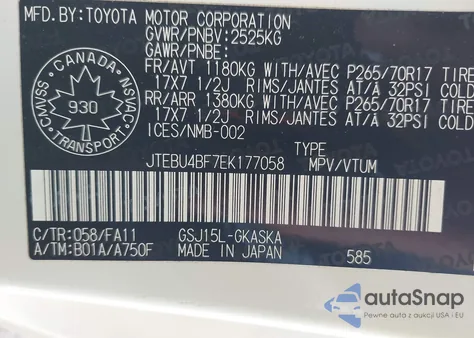 MFD.BY:TOYOTA MOTOR CORPORATION
GVWR/PNBV:2525KG
GAWR/PNBE:
FR/AVT 1180KG WITH/AVEC P265/70R17 TIRE
17X7 1/2J RIMS/JANTES AT/À 32PSI COLD
RR/ARR 1380KG WITH/AVEC P265/70R17 TIRE
17X7 1/2J RIMS/JANTES AT/À 32PSI COLD
ICES/NMB-002
CANADA
CMVSS NSVAC
930
TRANSPORT
TYPE
JTEBU4BF7EK177058 MPV/VTUM
C/TR:058/FA11 GSJ15L-GKASKA
A/TM:B01A/A750F MADE IN JAPAN 585
autoSnap
Pewne auta z aukcji USA i EU